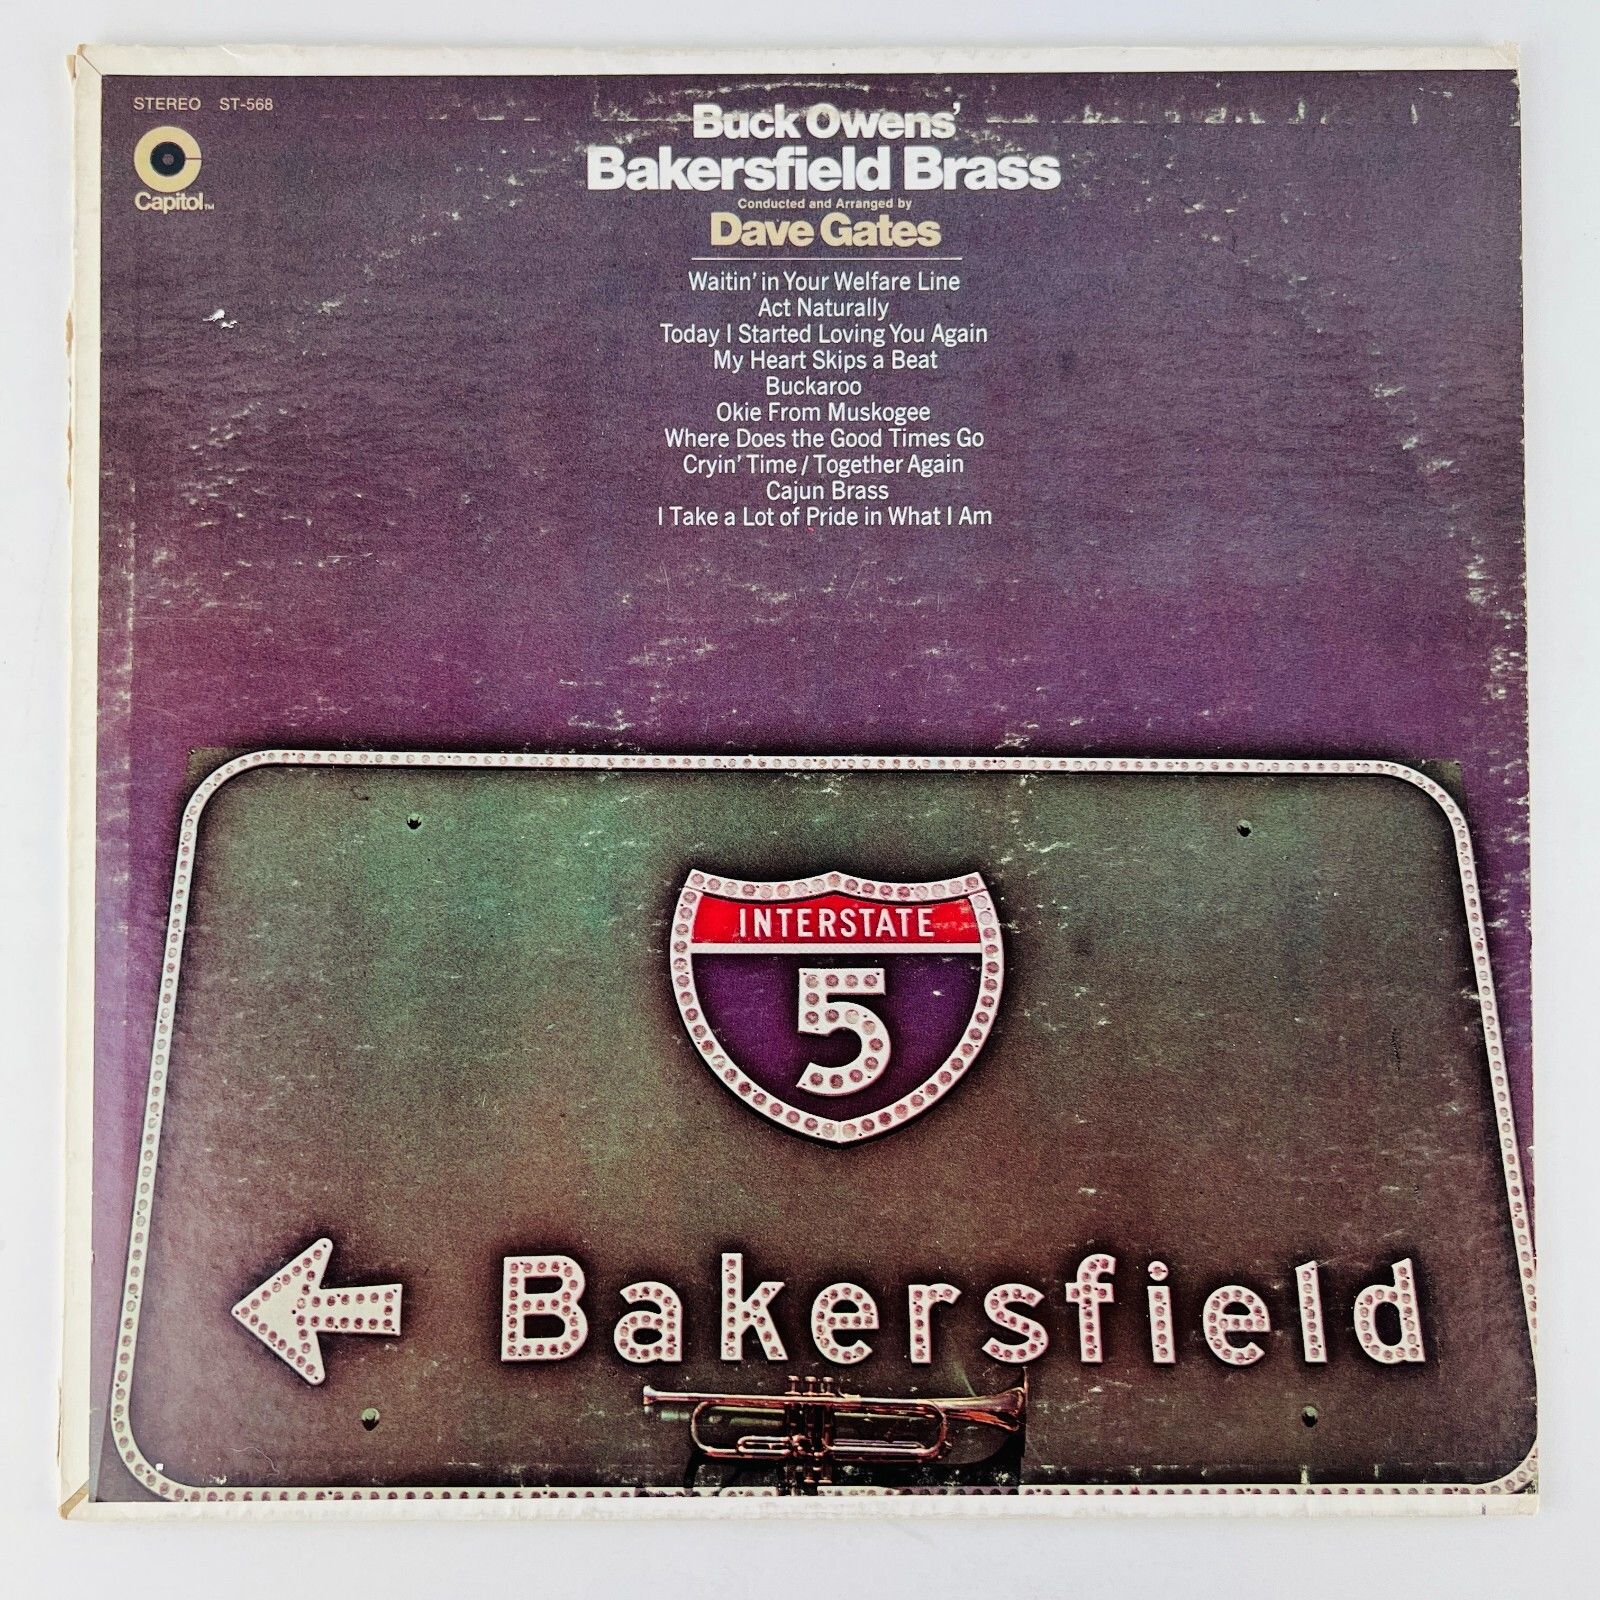 STEREO ST-568
Capitol TM
Buck Owens'
Bakersfield Brass
Conducted and Arranged by
Dave Gates
Waitin' in Your Welfare Line
Act Naturally
Today I Started Loving You Again
My Heart Skips a Beat
Buckaroo
Okie From Muskogee
Where Does the Good Times Go
Cryin' Time / Together Again
Cajun Brass
I Take a Lot of Pride in What I Am
INTERSTATE
5
Bakersfield